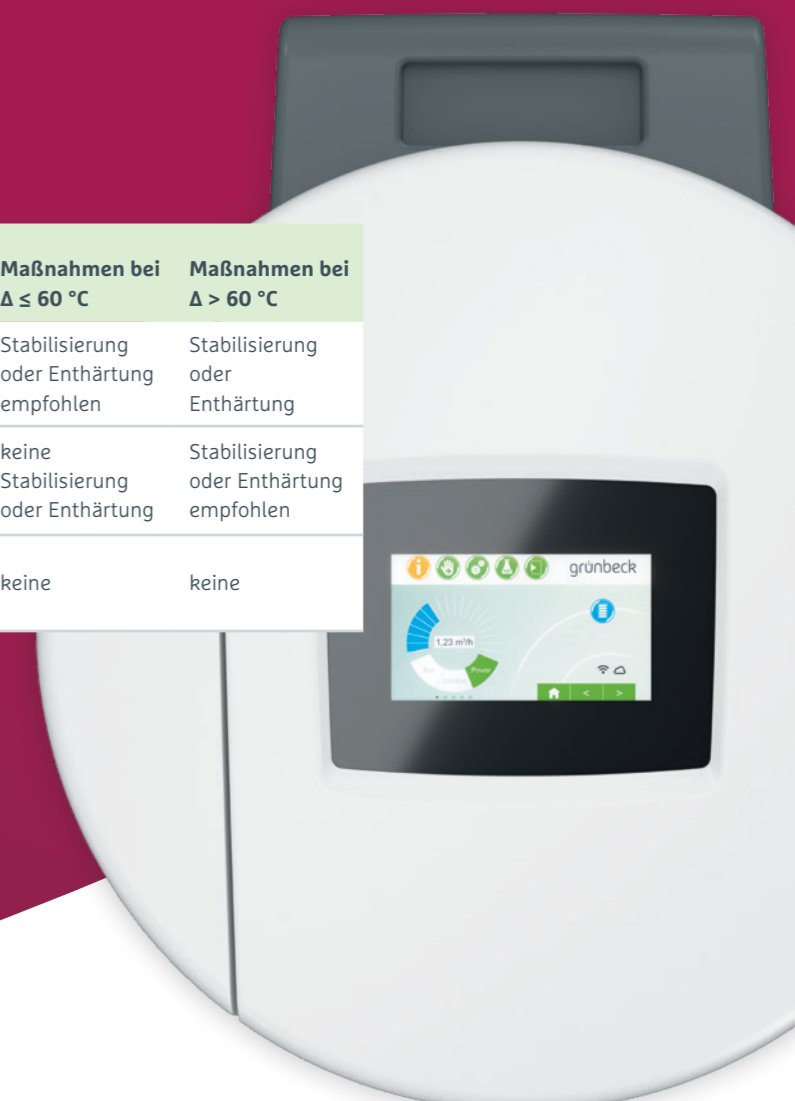 Maßnahmen bei Maßnahmen bei
Δ ≤ 60 °C Δ > 60 °C
Stabilisierung Stabilisierung
oder Enthärtung oder
empfohlen Enthärtung
keine Stabilisierung
Stabilisierung oder Enthärtung
oder Enthärtung empfohlen
keine keine
i grünbeck
1,23 m³/h
Power
< >